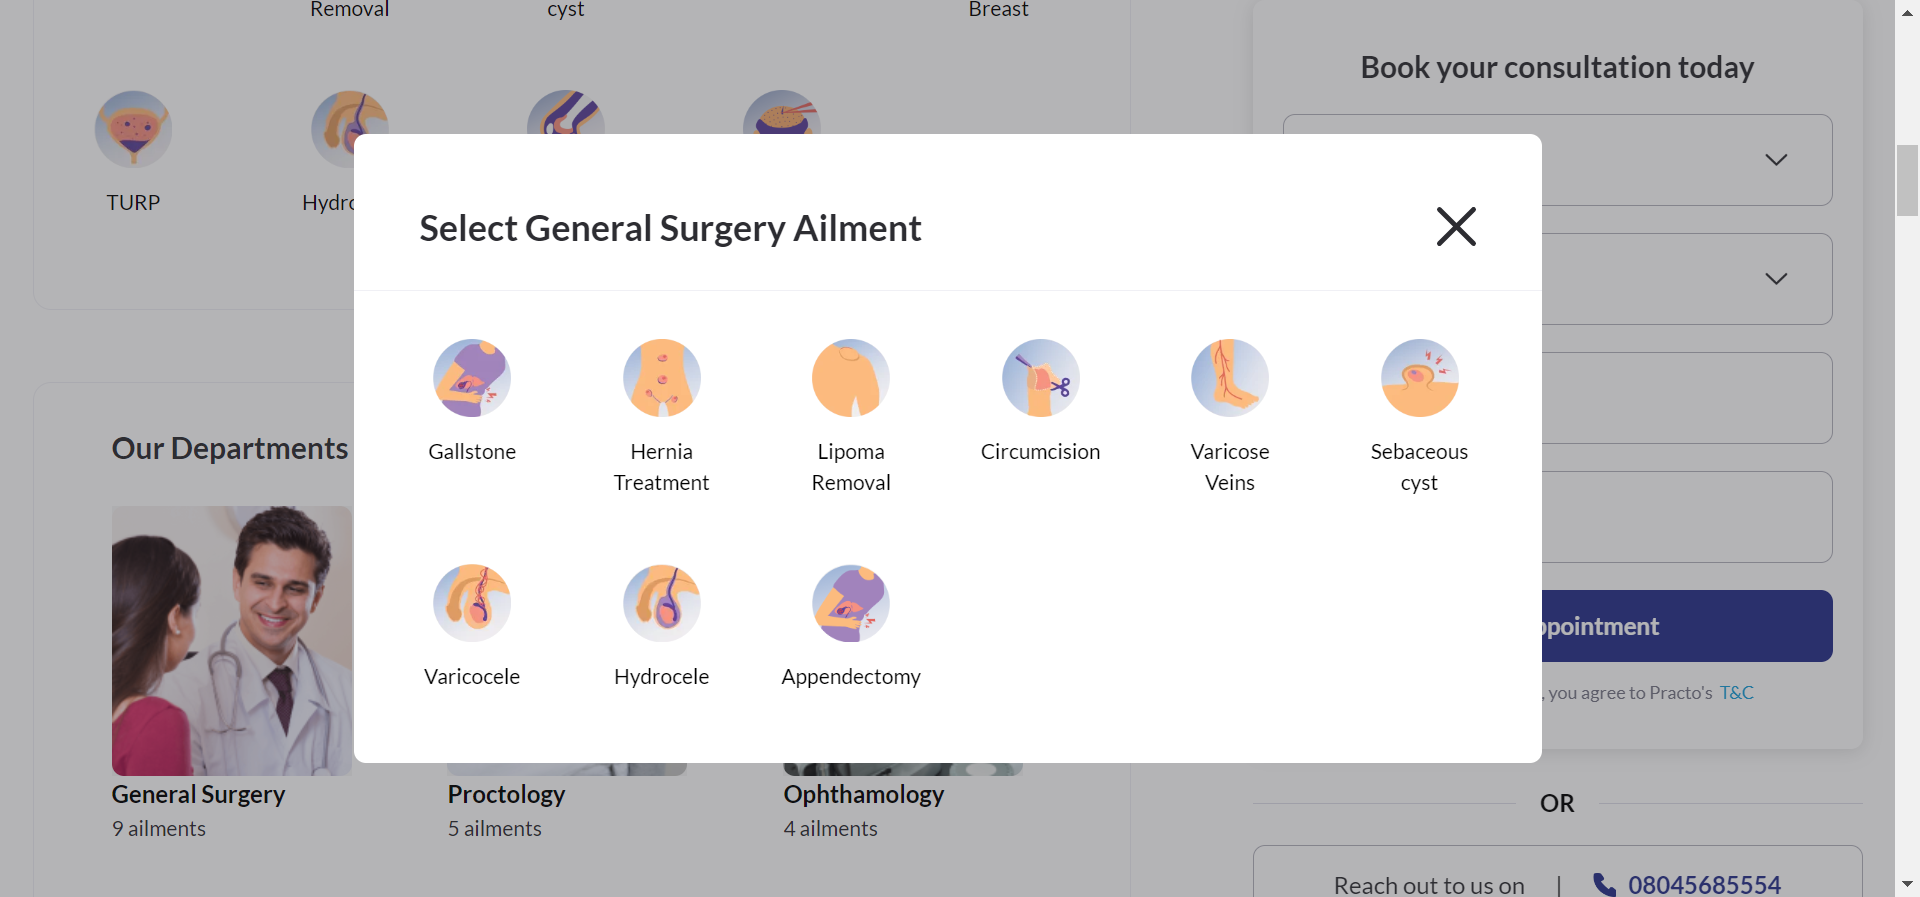 Removal
cyst
Breast
TURP
Book your consultation today
Select General Surgery Ailment
Gallstone
Hernia
Treatment
Lipoma
Removal
Circumcision
Varicose
Veins
Sebaceous
cyst
Varicocele
Hydrocele
Appendectomy
Our Departments
General Surgery
9 ailments
Proctology
5 ailments
Ophthamology
4 ailments
, you agree to Practo's T&C
OR
Reach out to us on | 08045685554